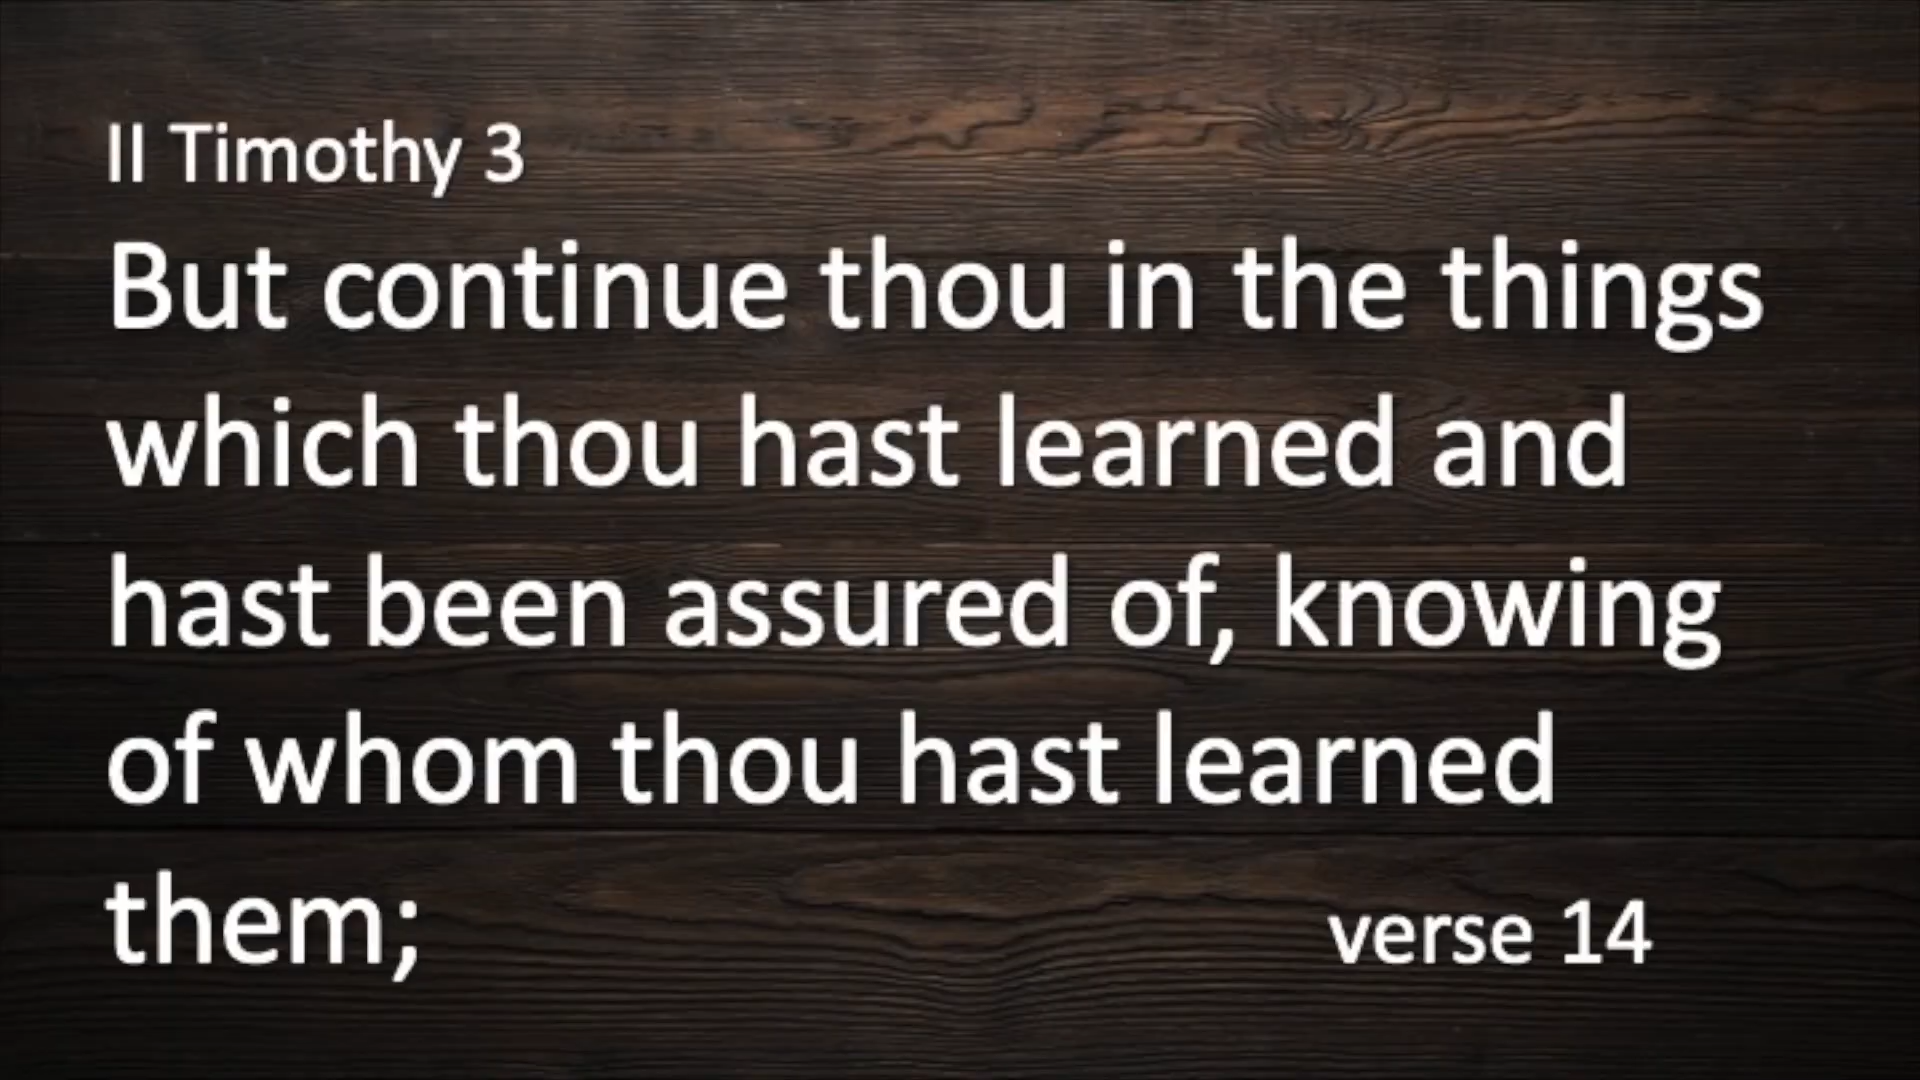 II Timothy 3
But continue thou in the things
which thou hast learned and
hast been assured of, knowing
of whom thou hast learned
them; verse 14